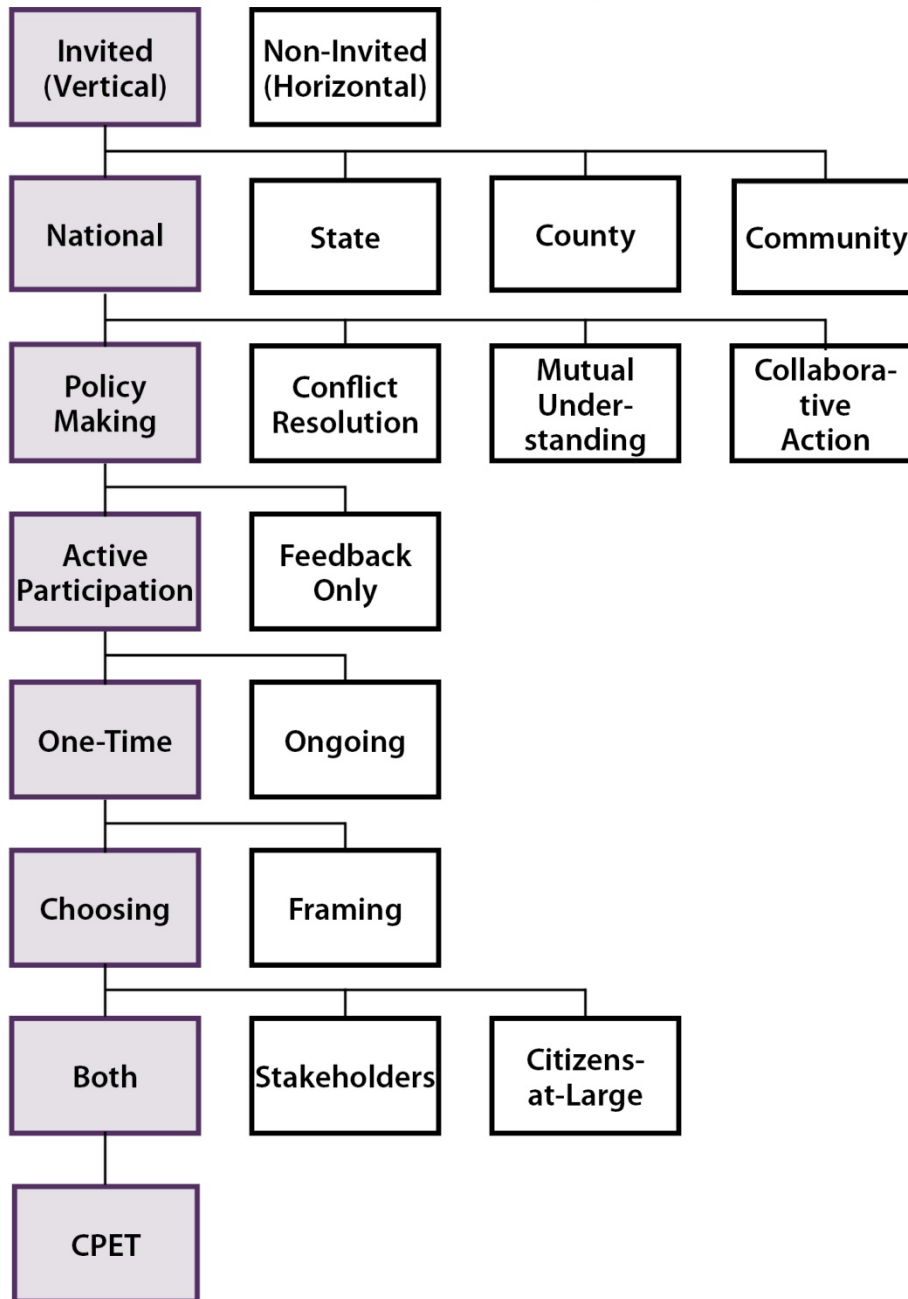 Invited
(Vertical)
Non-Invited
(Horizontal)
National
State
County
Community
Policy
Making
Conflict
Resolution
Mutual
Under-
standing
Collabora-
tive
Action
Active
Participation
Feedback
Only
One-Time
Ongoing
Choosing
Framing
Both
Stakeholders
Citizens-
at-Large
CPET